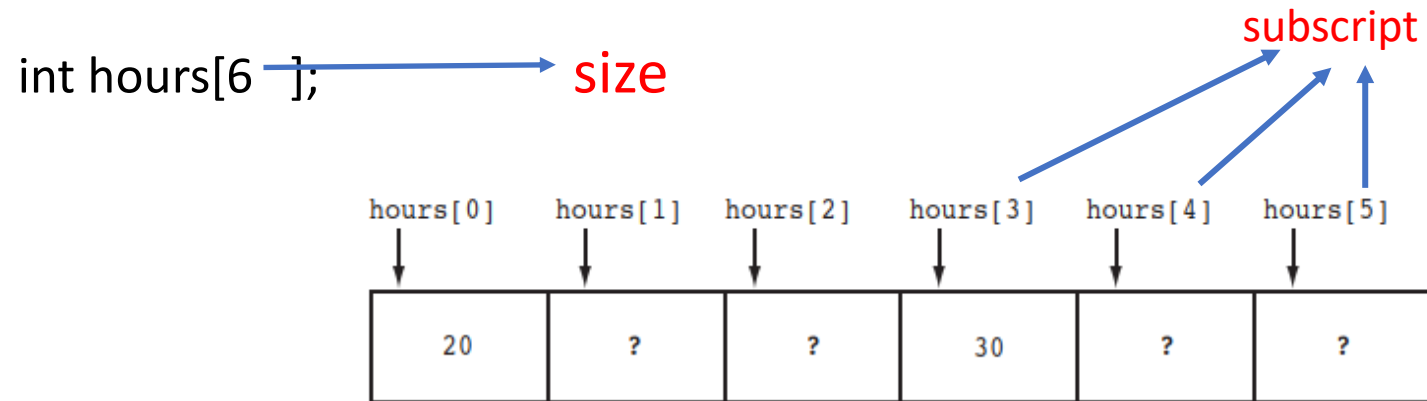 subscript
int hours[6 ]; size
hours[0] hours[1] hours[2] hours[3] hours[4] hours[5]
20 ? ? 30 ? ?